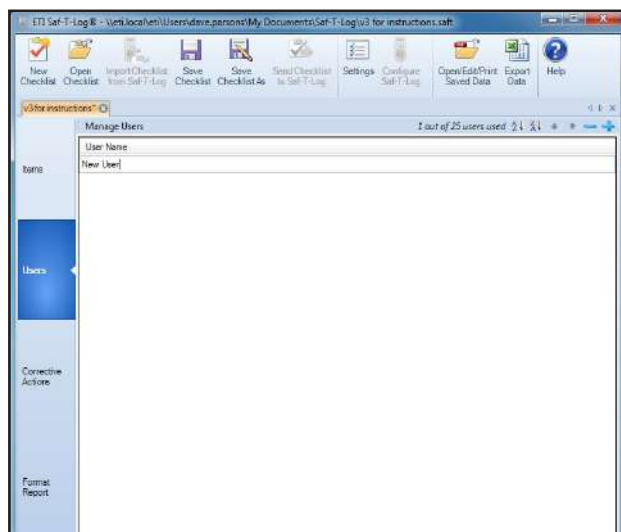 ETI Saf-T-Log® - \\eti.local\eti\Users\dave.parsons\My Documents\Saf-T-Log\v3 for instructions.saft
New Checklist
Open Checklist
Import Checklist from Saf-T-Log
Save Checklist
Save Checklist As
Send Checklist to Saf-T-Log
Settings
Configure Saf-T-Log
Open/Edit/Print Saved Data
Export Data
Help
v3 for instructions*
Manage Users
1 out of 25 users used
User Name
New User
Items
Users
Corrective
Actions
Format
Report